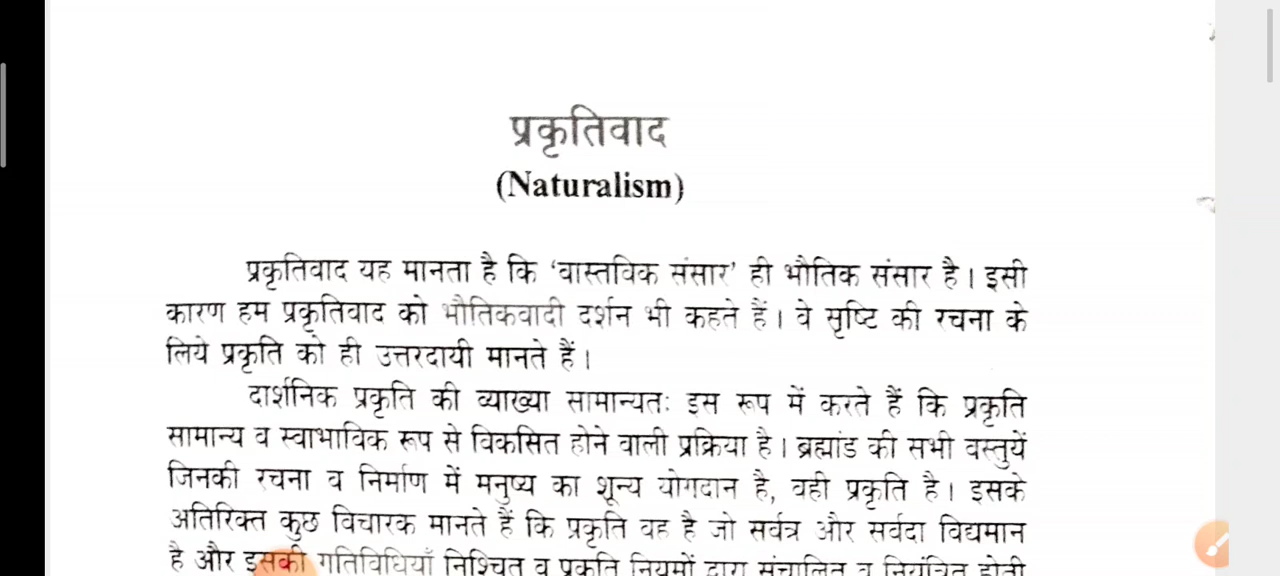 प्रकृतिवाद
(Naturalism)
प्रकृतिवाद यह मानता है कि ‘वास्तविक संसार’ ही भौतिक संसार है। इसी
कारण हम प्रकृतिवाद को भौतिकवादी दर्शन भी कहते हैं। वे सृष्टि की रचना के
लिये प्रकृति को ही उत्तरदायी मानते हैं।
दार्शनिक प्रकृति की व्याख्या सामान्यतः इस रूप में करते हैं कि प्रकृति
सामान्य व स्वाभाविक रूप से विकसित होने वाली प्रक्रिया है। ब्रह्मांड की सभी वस्तुयें
जिनकी रचना व निर्माण में मनुष्य का शून्य योगदान है, वही प्रकृति है। इसके
अतिरिक्त कुछ विचारक मानते हैं कि प्रकृति वह है जो सर्वत्र और सर्वदा विद्यमान
है और इसकी गतिविधियाँ निश्चित व प्रकृति नियमों द्वारा संचालित व नियंत्रित होती